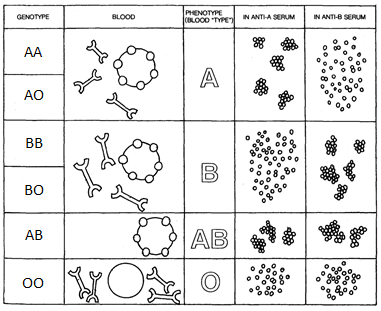 GENOTYPE BLOOD PHENOTYPE (BLOOD "TYPE") IN ANTI-A SERUM IN ANTI-B SERUM
AA
AO
A
BB
BO
B
AB AB
OO O